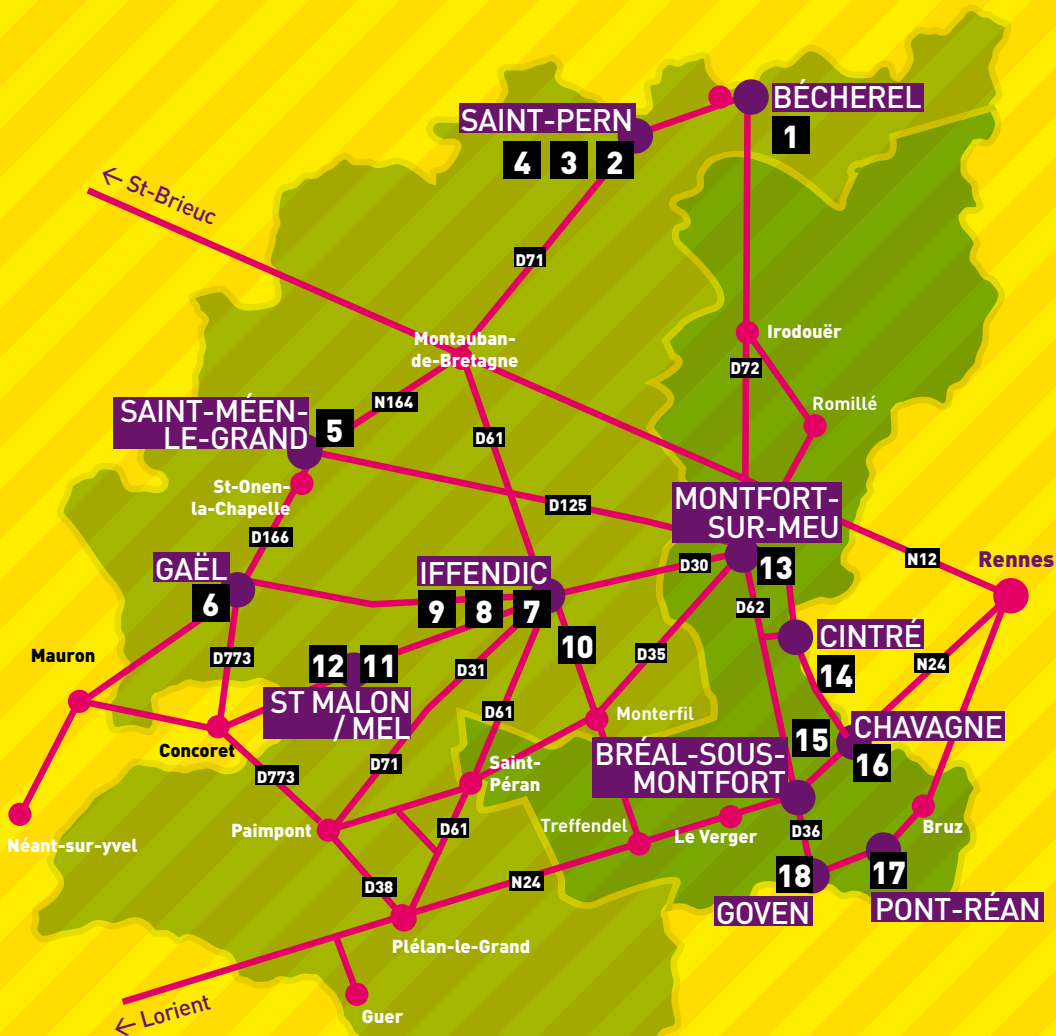 BÉCHEREL
1
SAINT-PERN
4 3 2
← St-Brieuc
D71
Montauban-
de-Bretagne
Irodouër
D72
N164
Romillé
SAINT-MÉEN-
LE-GRAND
5
D61
St-Onen-
la-Chapelle
D125
MONTFORT-
SUR-MEU
13
D166
N12
Rennes
GAËL
6
IFFENDIC
9 8 7
D30
D62
10
CINTRÉ
14
Mauron
D773
12 11
ST MALON
/ MEL
D31
D35
N24
D61
Monterfil
CHAVAGNE
15
16
Concoret
BRÉAL-SOUS-
MONTFORT
D773
D71
Saint-
Péran
Néant-sur-yvel
Paimpont
D61
Treffendel
Le Verger
D36
Bruz
D38
N24
18
17
GOVEN
PONT-RÉAN
Plélan-le-Grand
← Lorient
Guer